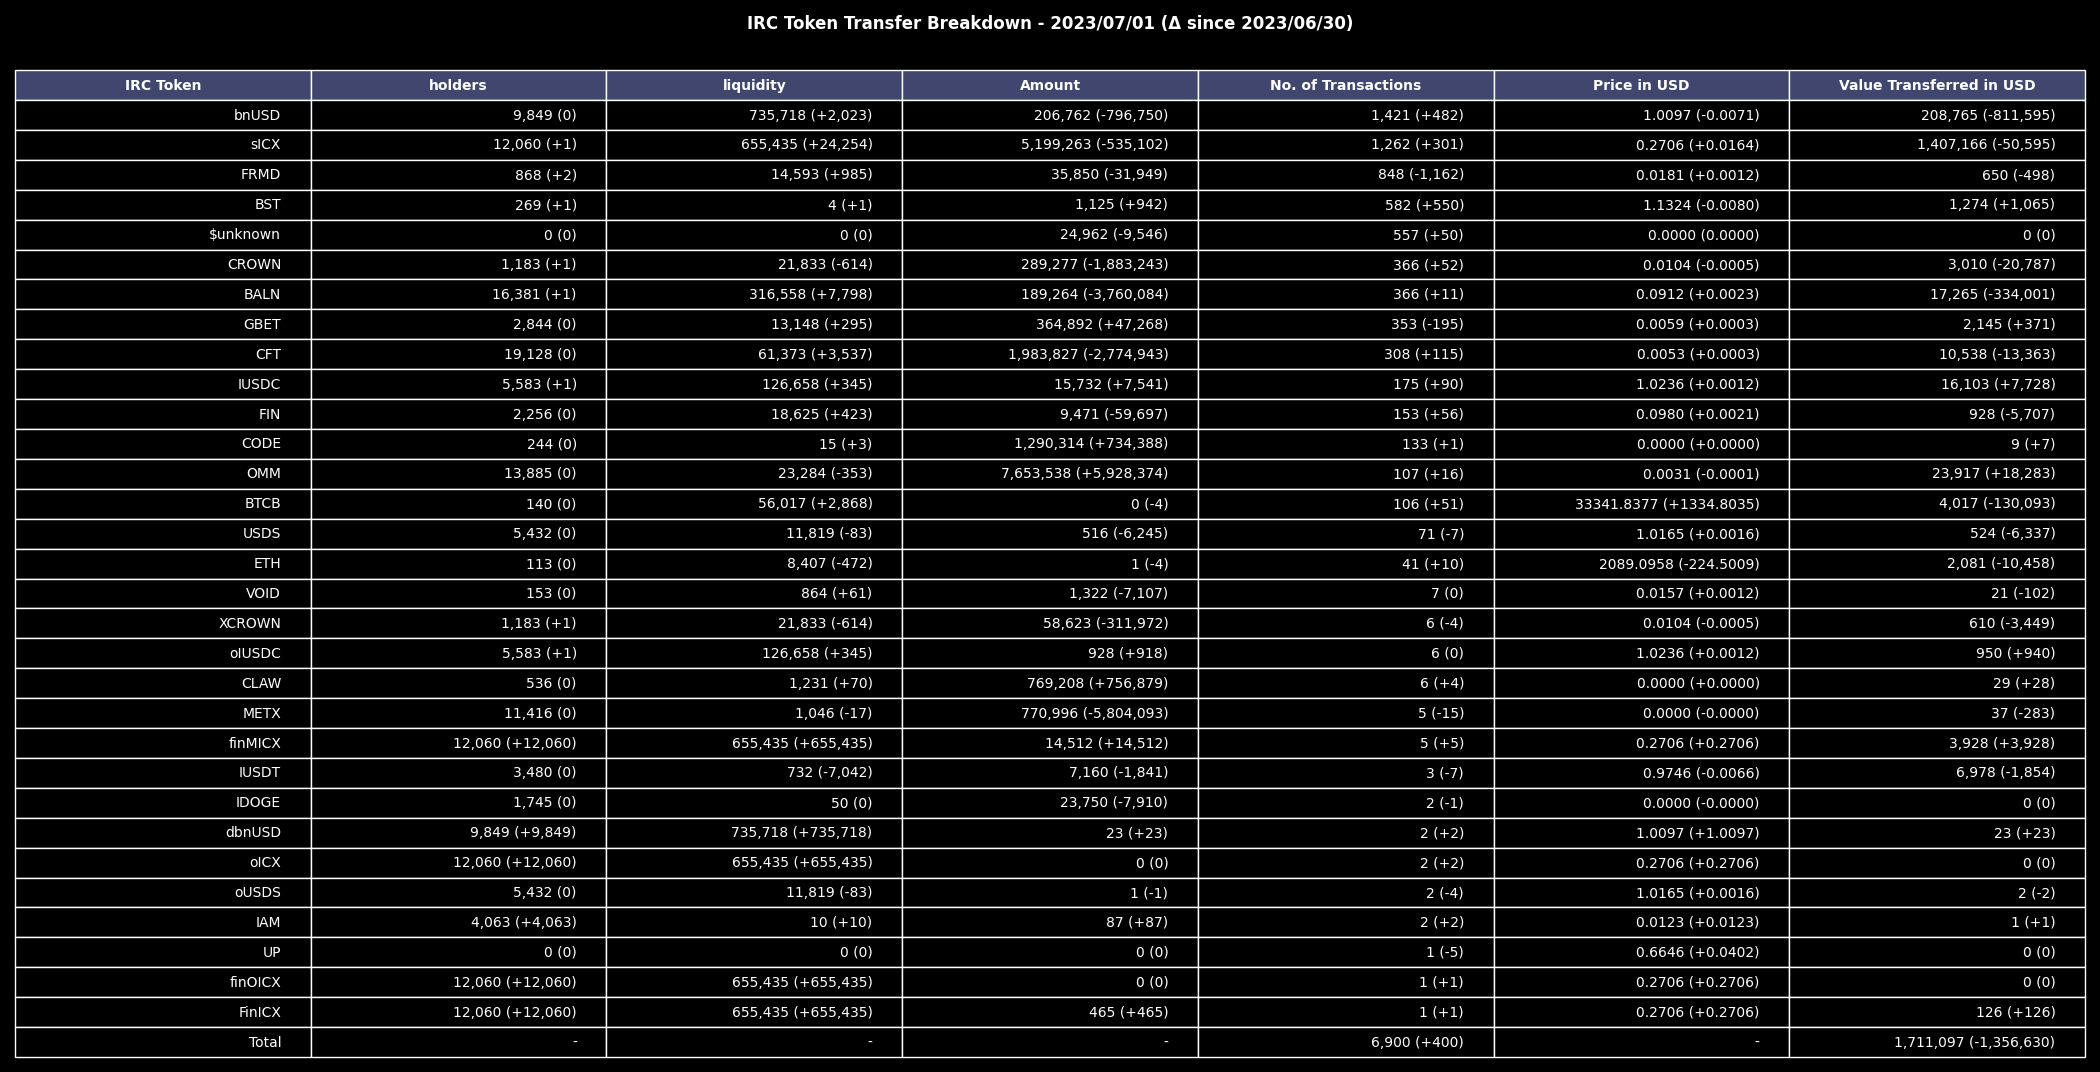 IRC Token Transfer Breakdown - 2023/07/01 (Δ since 2023/06/30)
IRC Token holders liquidity Amount No. of Transactions Price in USD Value Transferred in USD
bnUSD 9,849 (0) 735,718 (+2,023) 206,762 (-796,750) 1,421 (+482) 1.0097 (-0.0071) 208,765 (-811,595)
sICX 12,060 (+1) 655,435 (+24,254) 5,199,263 (-535,102) 1,262 (+301) 0.2706 (+0.0164) 1,407,166 (-50,595)
FRMD 868 (+2) 14,593 (+985) 35,850 (-31,949) 848 (-1,162) 0.0181 (+0.0012) 650 (-498)
BST 269 (+1) 4 (+1) 1,125 (+942) 582 (+550) 1.1324 (-0.0080) 1,274 (+1,065)
$unknown 0 (0) 0 (0) 24,962 (-9,546) 557 (+50) 0.0000 (0.0000) 0 (0)
CROWN 1,183 (+1) 21,833 (-614) 289,277 (-1,883,243) 366 (+52) 0.0104 (-0.0005) 3,010 (-20,787)
BALN 16,381 (+1) 316,558 (+7,798) 189,264 (-3,760,084) 366 (+11) 0.0912 (+0.0023) 17,265 (-334,001)
GBET 2,844 (0) 13,148 (+295) 364,892 (+47,268) 353 (-195) 0.0059 (+0.0003) 2,145 (+371)
CFT 19,128 (0) 61,373 (+3,537) 1,983,827 (-2,774,943) 308 (+115) 0.0053 (+0.0003) 10,538 (-13,363)
IUSDC 5,583 (+1) 126,658 (+345) 15,732 (+7,541) 175 (+90) 1.0236 (+0.0012) 16,103 (+7,728)
FIN 2,256 (0) 18,625 (+423) 9,471 (-59,697) 153 (+56) 0.0980 (+0.0021) 928 (-5,707)
CODE 244 (0) 15 (+3) 1,290,314 (+734,388) 133 (+1) 0.0000 (+0.0000) 9 (+7)
OMM 13,885 (0) 23,284 (-353) 7,653,538 (+5,928,374) 107 (+16) 0.0031 (-0.0001) 23,917 (+18,283)
BTCB 140 (0) 56,017 (+2,868) 0 (-4) 106 (+51) 33341.8377 (+1334.8035) 4,017 (-130,093)
USDS 5,432 (0) 11,819 (-83) 516 (-6,245) 71 (-7) 1.0165 (+0.0016) 524 (-6,337)
ETH 113 (0) 8,407 (-472) 1 (-4) 41 (+10) 2089.0958 (-224.5009) 2,081 (-10,458)
VOID 153 (0) 864 (+61) 1,322 (-7,107) 7 (0) 0.0157 (+0.0012) 21 (-102)
XCROWN 1,183 (+1) 21,833 (-614) 58,623 (-311,972) 6 (-4) 0.0104 (-0.0005) 610 (-3,449)
oIUSDC 5,583 (+1) 126,658 (+345) 928 (+918) 6 (0) 1.0236 (+0.0012) 950 (+940)
CLAW 536 (0) 1,231 (+70) 769,208 (+756,879) 6 (+4) 0.0000 (+0.0000) 29 (+28)
METX 11,416 (0) 1,046 (-17) 770,996 (-5,804,093) 5 (-15) 0.0000 (-0.0000) 37 (-283)
finMICX 12,060 (+12,060) 655,435 (+655,435) 14,512 (+14,512) 5 (+5) 0.2706 (+0.2706) 3,928 (+3,928)
IUSDT 3,480 (0) 732 (-7,042) 7,160 (-1,841) 3 (-7) 0.9746 (-0.0066) 6,978 (-1,854)
IDOGE 1,745 (0) 50 (0) 23,750 (-7,910) 2 (-1) 0.0000 (-0.0000) 0 (0)
dbnUSD 9,849 (+9,849) 735,718 (+735,718) 23 (+23) 2 (+2) 1.0097 (+1.0097) 23 (+23)
oICX 12,060 (+12,060) 655,435 (+655,435) 0 (0) 2 (+2) 0.2706 (+0.2706) 0 (0)
oUSDS 5,432 (0) 11,819 (-83) 1 (-1) 2 (-4) 1.0165 (+0.0016) 2 (-2)
IAM 4,063 (+4,063) 10 (+10) 87 (+87) 2 (+2) 0.0123 (+0.0123) 1 (+1)
UP 0 (0) 0 (0) 0 (0) 1 (-5) 0.6646 (+0.0402) 0 (0)
finOICX 12,060 (+12,060) 655,435 (+655,435) 0 (0) 1 (+1) 0.2706 (+0.2706) 0 (0)
FinICX 12,060 (+12,060) 655,435 (+655,435) 465 (+465) 1 (+1) 0.2706 (+0.2706) 126 (+126)
Total - - - 6,900 (+400) - 1,711,097 (-1,356,630)